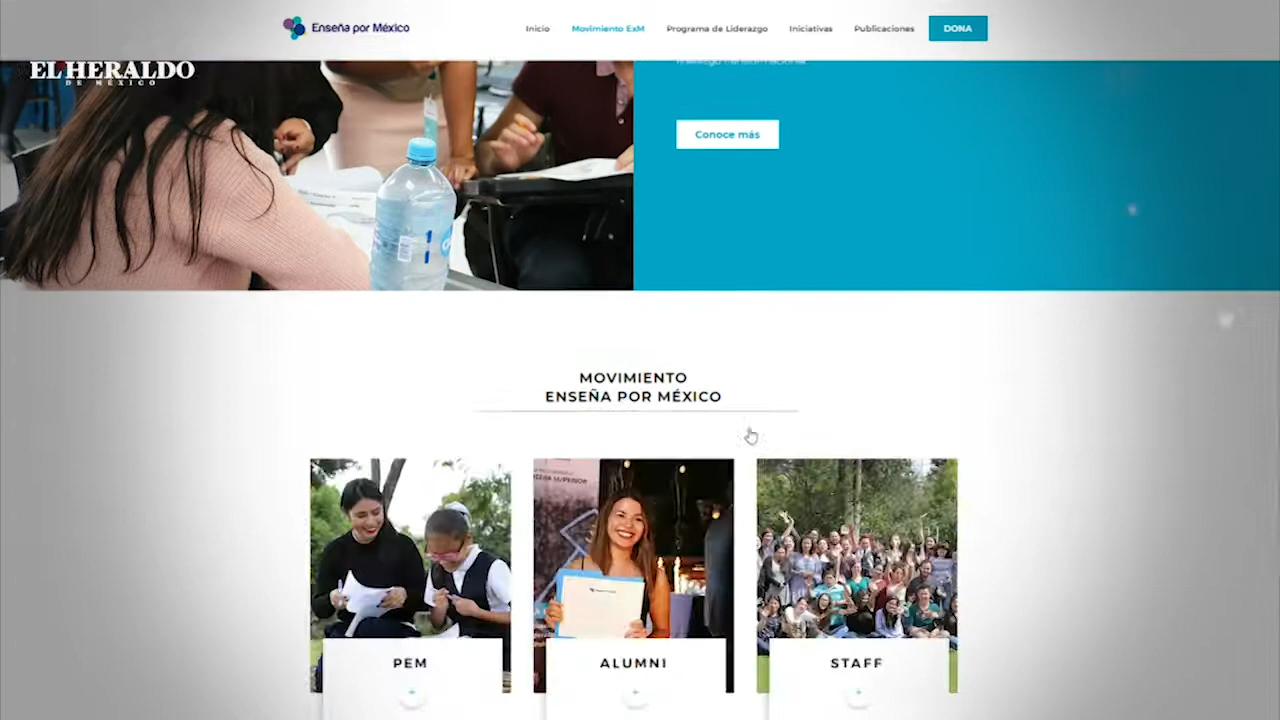 Enseña por México
Inicio
Movimiento ExM
Programa de Liderazgo
Iniciativas
Publicaciones
DONA
EL HERALDO
DE MÉXICO
Conoce más
MOVIMIENTO
ENSEÑA POR MÉXICO
PEM
ALUMNI
STAFF